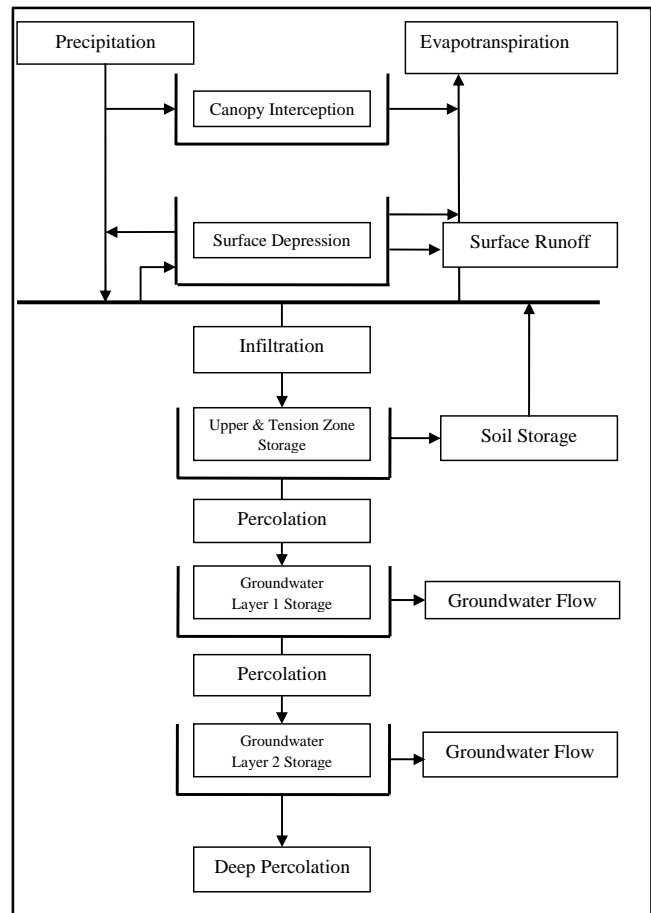 Precipitation
Evapotranspiration
Canopy Interception
Surface Depression
Surface Runoff
Infiltration
Upper & Tension Zone
Storage
Soil Storage
Percolation
Groundwater
Layer 1 Storage
Groundwater Flow
Percolation
Groundwater
Layer 2 Storage
Groundwater Flow
Deep Percolation